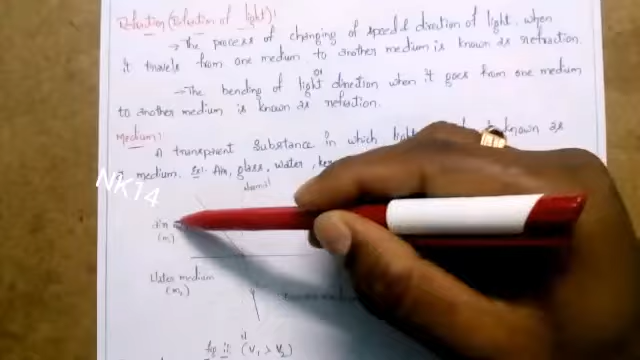 Refraction (Refraction of light):
→ The process of changing of speed & direction of light, when
it travels from one medium to another medium is known as refraction.
or
→ The bending of light direction when it goes from one medium
to another medium is known as refraction.
Medium:
A transparent substance in which light known as
medium. Ex:- Air, glass, water,
Normal
NK14
(m₁)
Water medium
(m₂)
(V₁ > V₂)